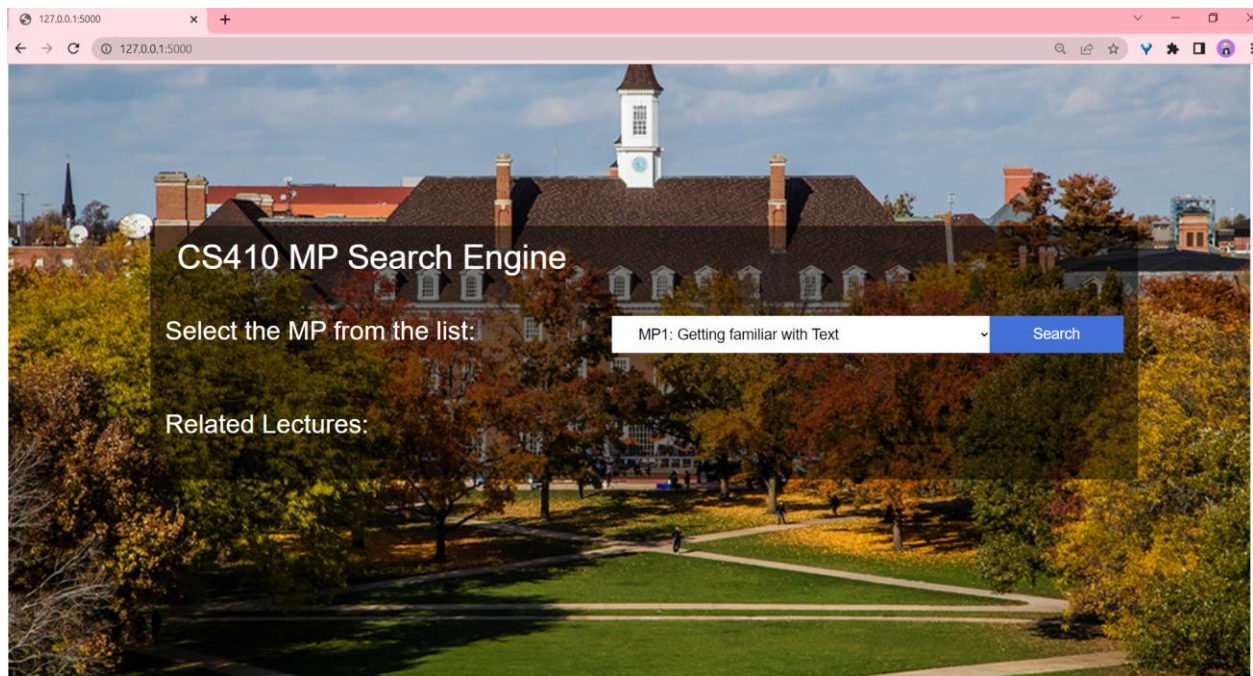 127.0.0.1:5000
127.0.0.1:5000
CS410 MP Search Engine
Select the MP from the list:
MP1: Getting familiar with Text
Search
Related Lectures: